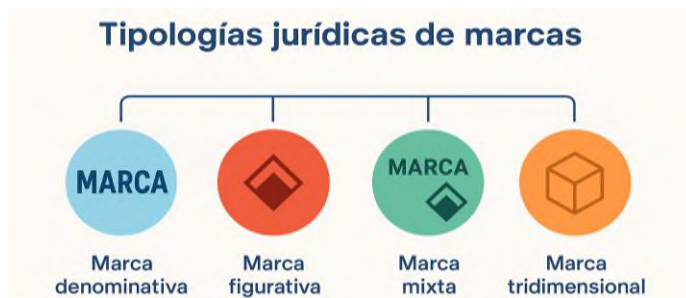 Tipologías jurídicas de marcas
MARCA
MARCA
Marca
denominativa
Marca
figurativa
Marca
mixta
Marca
tridimensional